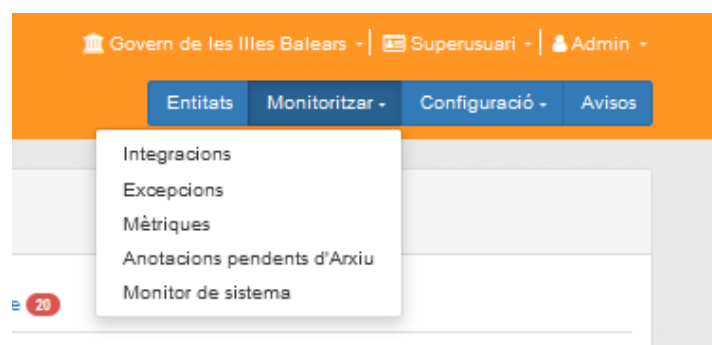 Govern de les Illes Balears Superusuari Admin
Entitats Monitoritzar Configuració Avisos
Integracions
Excepcions
Mètriques
Anotacions pendents d'Arxiu
Monitor de sistema
e 20